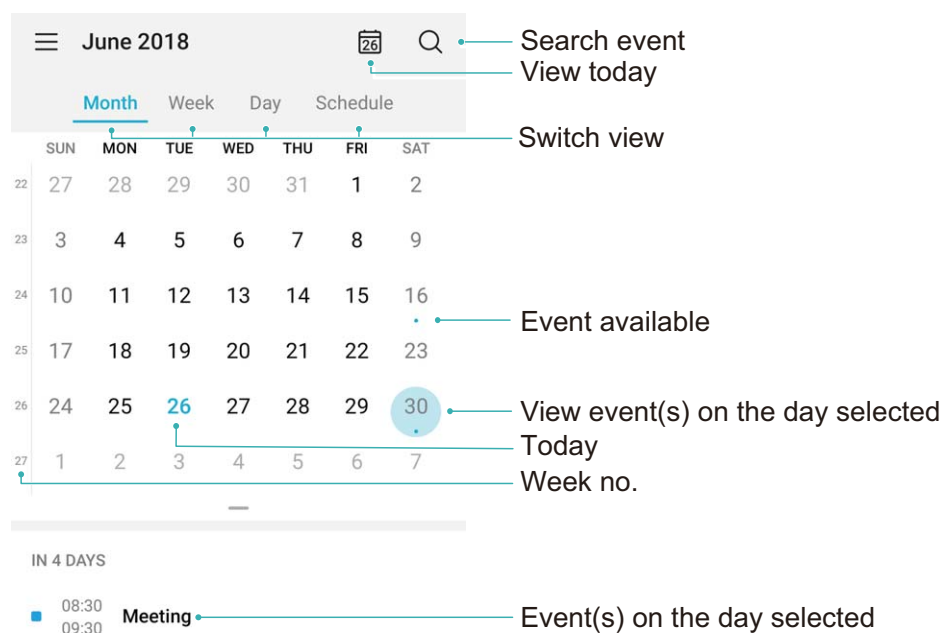 June 2018 26 Search event
View today
Month Week Day Schedule
Switch view
SUN MON TUE WED THU FRI SAT
22 27 28 29 30 31 1 2
23 3 4 5 6 7 8 9
24 10 11 12 13 14 15 16
Event available
25 17 18 19 20 21 22 23
26 24 25 26 27 28 29 30 View event(s) on the day selected
Today
27 1 2 3 4 5 6 7
Week no.
IN 4 DAYS
08:30
Meeting Event(s) on the day selected
09:30